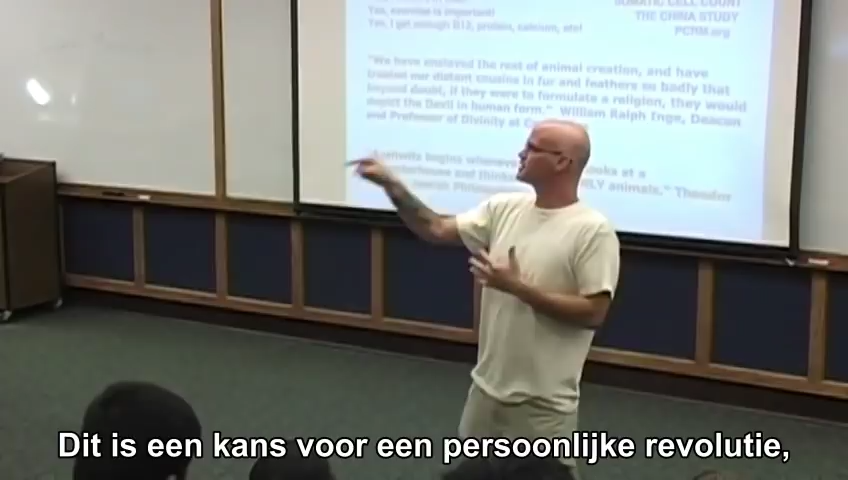 SOMATIC CELL COUNT
Yes, exercise is important!
THE CHINA STUDY
Yes, I get enough B12, protein, calcium, etc!
PCRM.org
"We have enslaved the rest of animal creation, and have
treated our distant cousins in fur and feathers so badly that
beyond doubt, if they were to formulate a religion, they would
depict the Devil in human form." William Ralph Inge, Deacon
and Professor of Divinity at
begins whenever looks at a
and thinks ONLY animals." Theodor
Dit is een kans voor een persoonlijke revolutie,